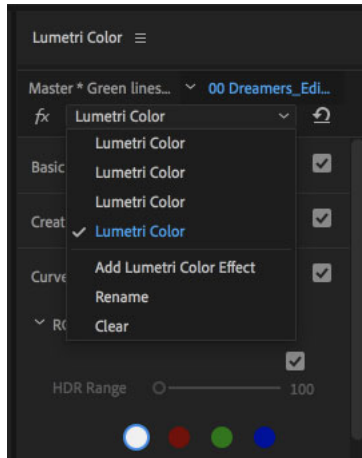 Lumetri Color
Master * Green lines... 00 Dreamers_Edi...
fx Lumetri Color
Lumetri Color
Basic
Lumetri Color
Lumetri Color
Creat
Lumetri Color
Curve
Add Lumetri Color Effect
Rename
RG
Clear
HDR Range 100